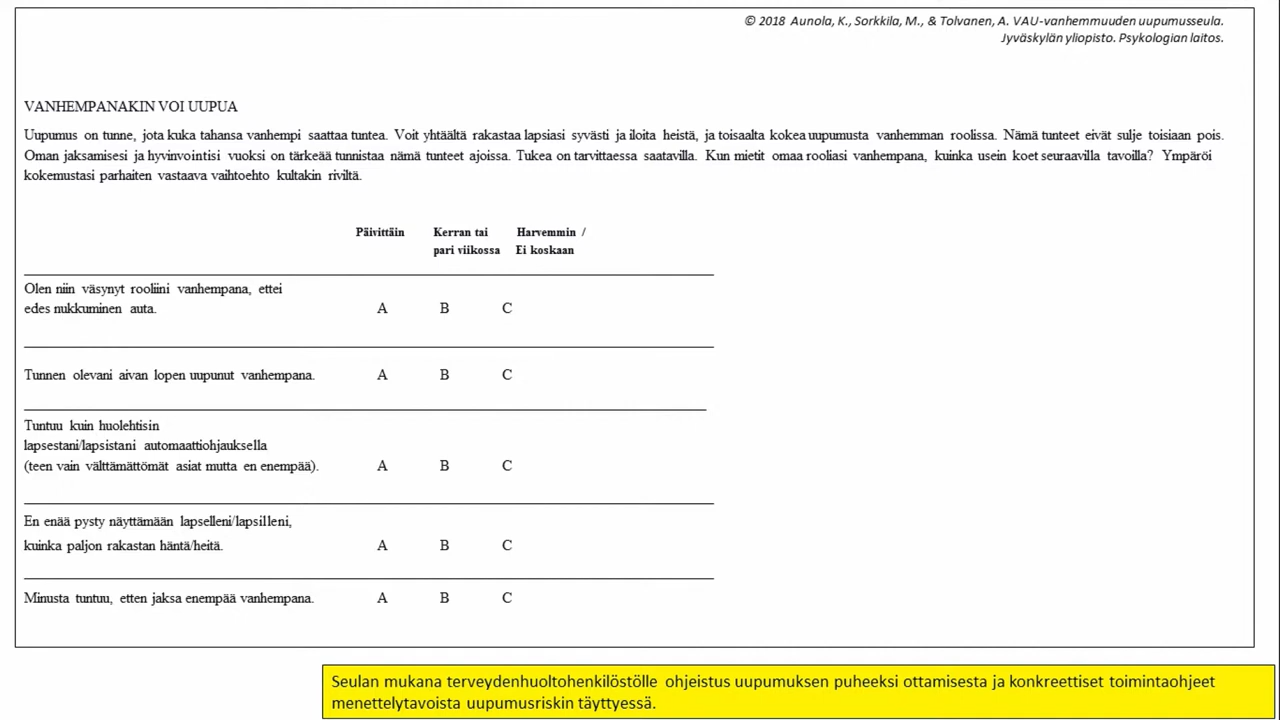 © 2018 Aunola, K., Sorkkila, M., & Tolvanen, A. VAU-vanhemmuuden uupumusseula.
Jyväskylän yliopisto. Psykologian laitos.
VANHEMPANAKIN VOI UUPUA
Uupumus on tunne, jota kuka tahansa vanhempi saattaa tuntea. Voit yhtäältä rakastaa lapsiasi syvästi ja iloita heistä, ja toisaalta kokea uupumusta vanhemman roolissa. Nämä tunteet eivät sulje toisiaan pois.
Oman jaksamisesi ja hyvinvointisi vuoksi on tärkeää tunnistaa nämä tunteet ajoissa. Tukea on tarvittaessa saatavilla. Kun mietit omaa rooliasi vanhempana, kuinka usein koet seuraavilla tavoilla? Ympäröi
kokemustasi parhaiten vastaava vaihtoehto kultakin riviltä.
Päivittäin Kerran tai Harvemmin /
pari viikossa Ei koskaan
Olen niin väsynyt rooliini vanhempana, ettei
edes nukkuminen auta. A B C
Tunnen olevani aivan lopen uupunut vanhempana. A B C
Tuntuu kuin huolehtisin
lapsestani/lapsistani automaattiohjauksella
(teen vain välttämättömät asiat mutta en enempää). A B C
En enää pysty näyttämään lapselleni/lapsilleni,
kuinka paljon rakastan häntä/heitä. A B C
Minusta tuntuu, etten jaksa enempää vanhempana. A B C
Seulan mukana terveydenhuoltohenkilöstölle ohjeistus uupumuksen puheeksi ottamisesta ja konkreettiset toimintaohjeet
menettelytavoista uupumusriskin täyttyessä.